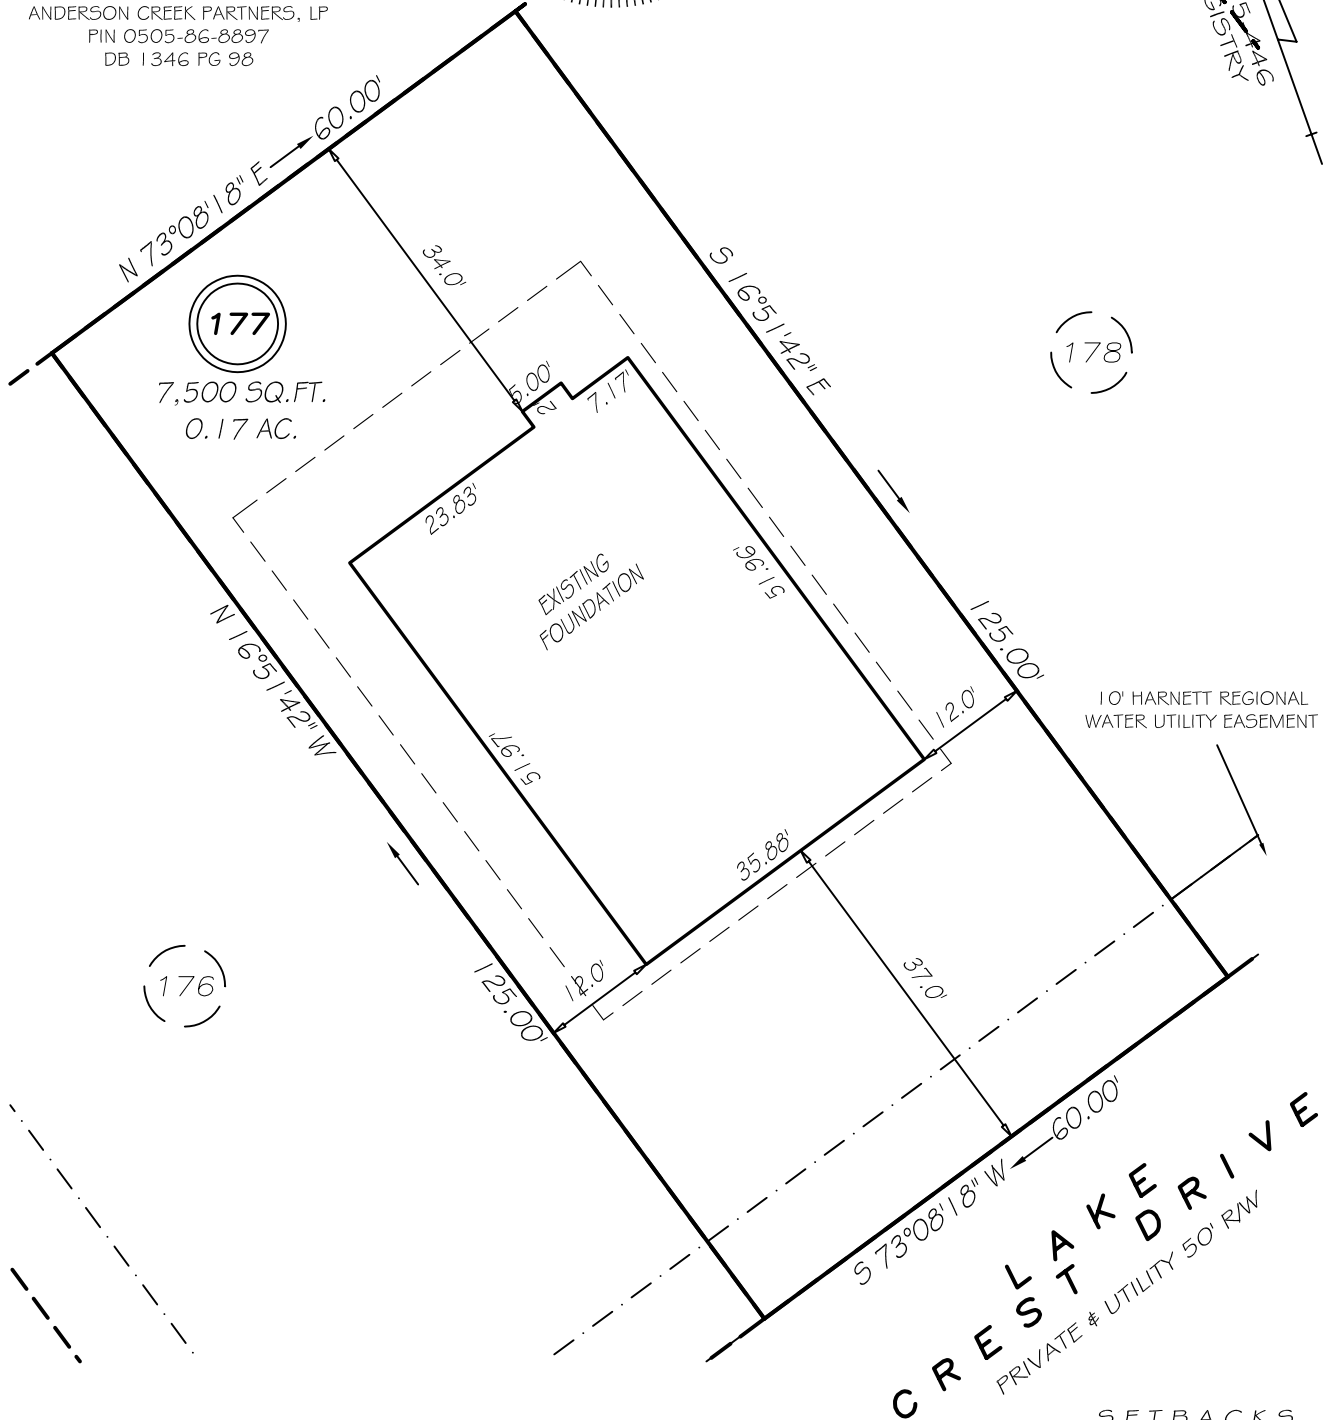 ANDERSON CREEK PARTNERS, LP
PIN 0505-86-8897
DB 1346 PG 98
N 73°08'18" E
60.00'
34.0'
177
7,500 SQ.FT.
0.17 AC.
S 16°51'42" E
125.00'
178
5.00'
2'
7.17'
23.83'
51.96'
EXISTING
FOUNDATION
N 16°51'42" W
125.00'
51.97'
12.0'
10' HARNETT REGIONAL
WATER UTILITY EASEMENT
35.88'
12.0'
37.0'
176
S 73°08'18" W
60.00'
LAKE
CREST DRIVE
PRIVATE & UTILITY 50' R/W
SETBACKS